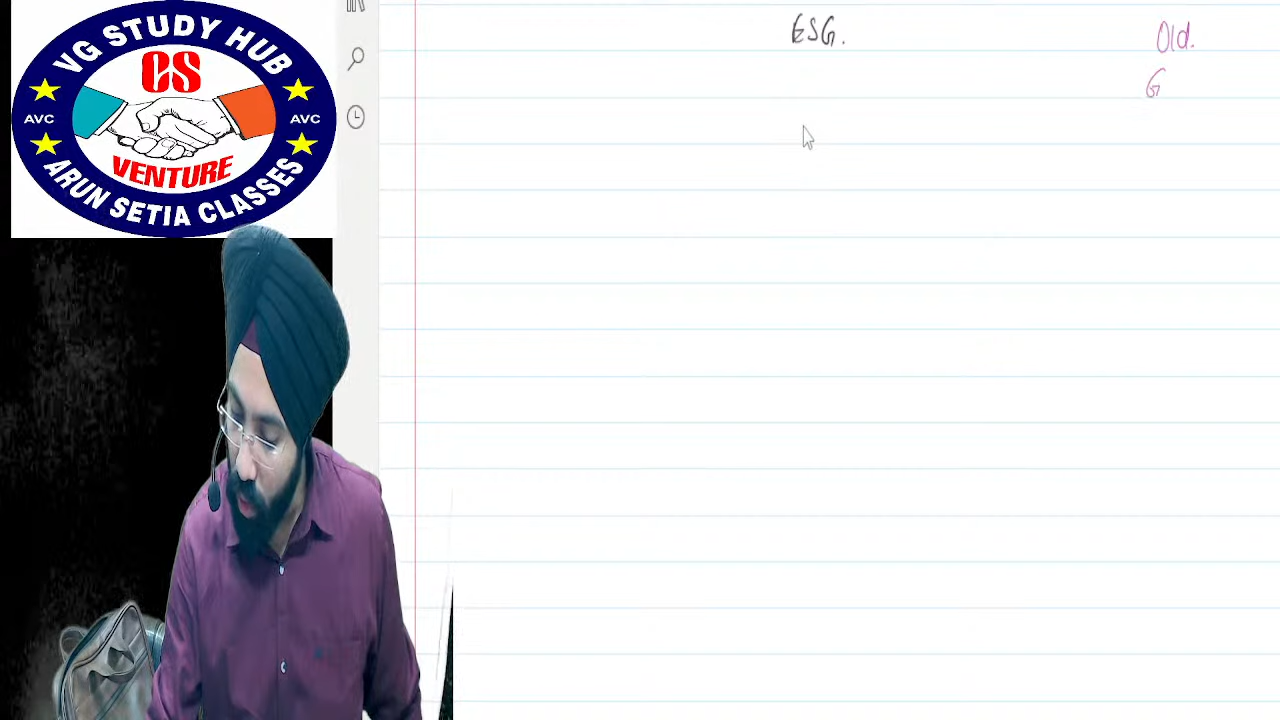 VG STUDY HUB
CS
AVC
AVC
VENTURE
ARUN SETIA CLASSES
ESG.
Old.
G